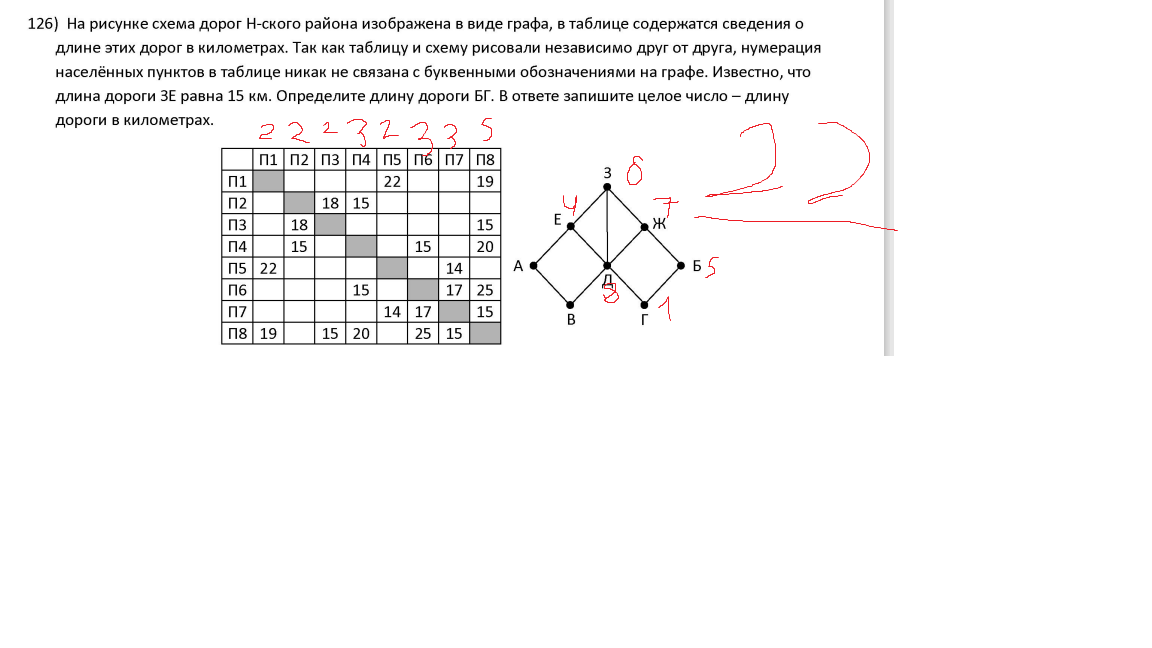 126) На рисунке схема дорог Н-ского района изображена в виде графа, в таблице содержатся сведения о
длине этих дорог в километрах. Так как таблицу и схему рисовали независимо друг от друга, нумерация
населённых пунктов в таблице никак не связана с буквенными обозначениями на графе. Известно, что
длина дороги ЗЕ равна 15 км. Определите длину дороги БГ. В ответе запишите целое число – длину
дороги в километрах.
2 2 2 3 2 3 3 5
П1 П2 П3 П4 П5 П6 П7 П8
П1 22 19
П2 18 15
П3 18 15
П4 15 15 20
П5 22 14
П6 15 17 25
П7 14 17 15
П8 19 15 20 25 15
З 6
Е 4
Ж 7
А
Б 5
Д 8
В
Г 1
22